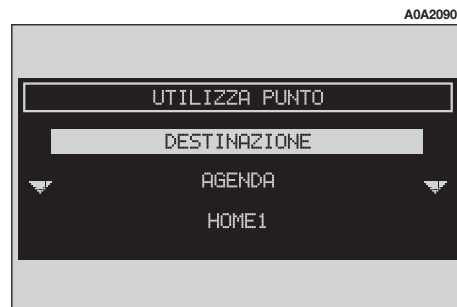 A0A2090
UTILIZZA PUNTO
DESTINAZIONE
AGENDA
HOME1